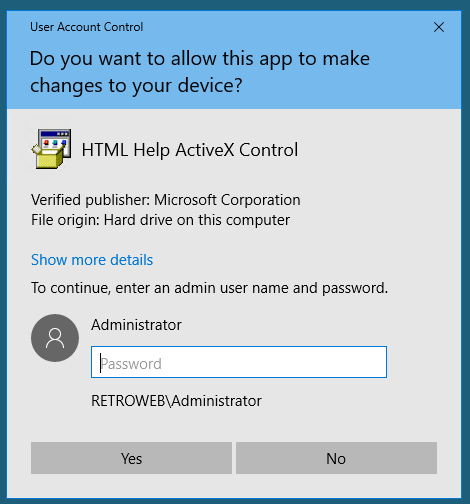 User Account Control
Do you want to allow this app to make
changes to your device?
HTML Help ActiveX Control
Verified publisher: Microsoft Corporation
File origin: Hard drive on this computer
Show more details
To continue, enter an admin user name and password.
Administrator
Password
RETROWEB\Administrator
Yes
No